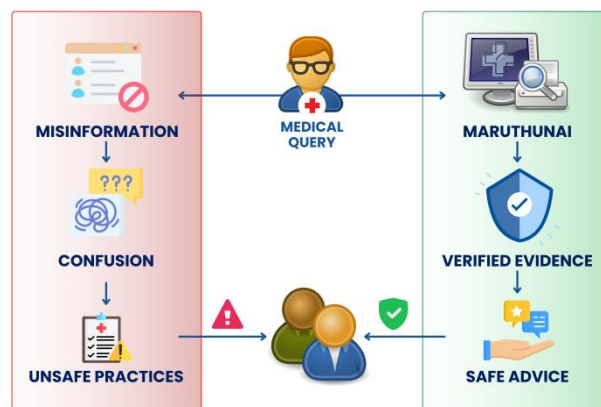 MISINFORMATION
???
CONFUSION
UNSAFE PRACTICES
MEDICAL
QUERY
MARUTHUNAI
VERIFIED EVIDENCE
SAFE ADVICE